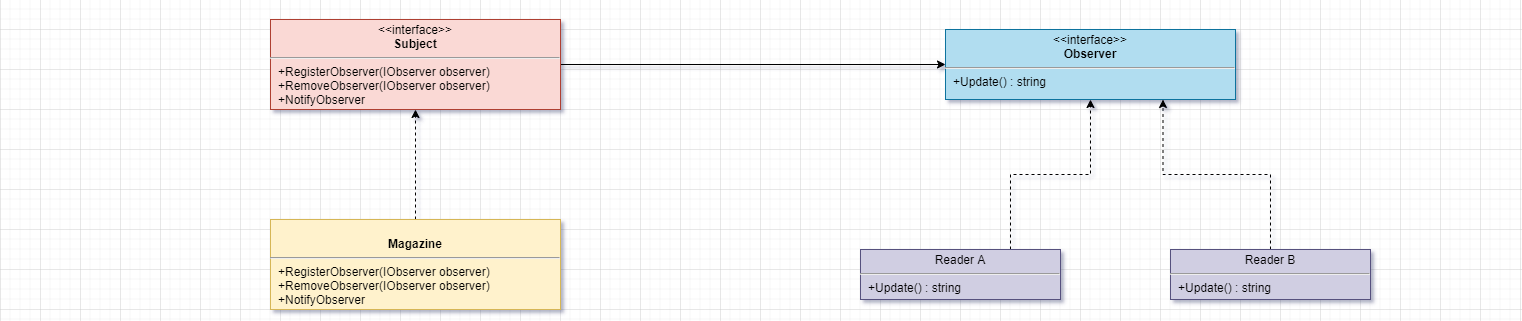 <<interface>>
Subject
+RegisterObserver(IObserver observer)
+RemoveObserver(IObserver observer)
+NotifyObserver
<<interface>>
Observer
+Update() : string
Magazine
+RegisterObserver(IObserver observer)
+RemoveObserver(IObserver observer)
+NotifyObserver
Reader A
+Update() : string
Reader B
+Update() : string